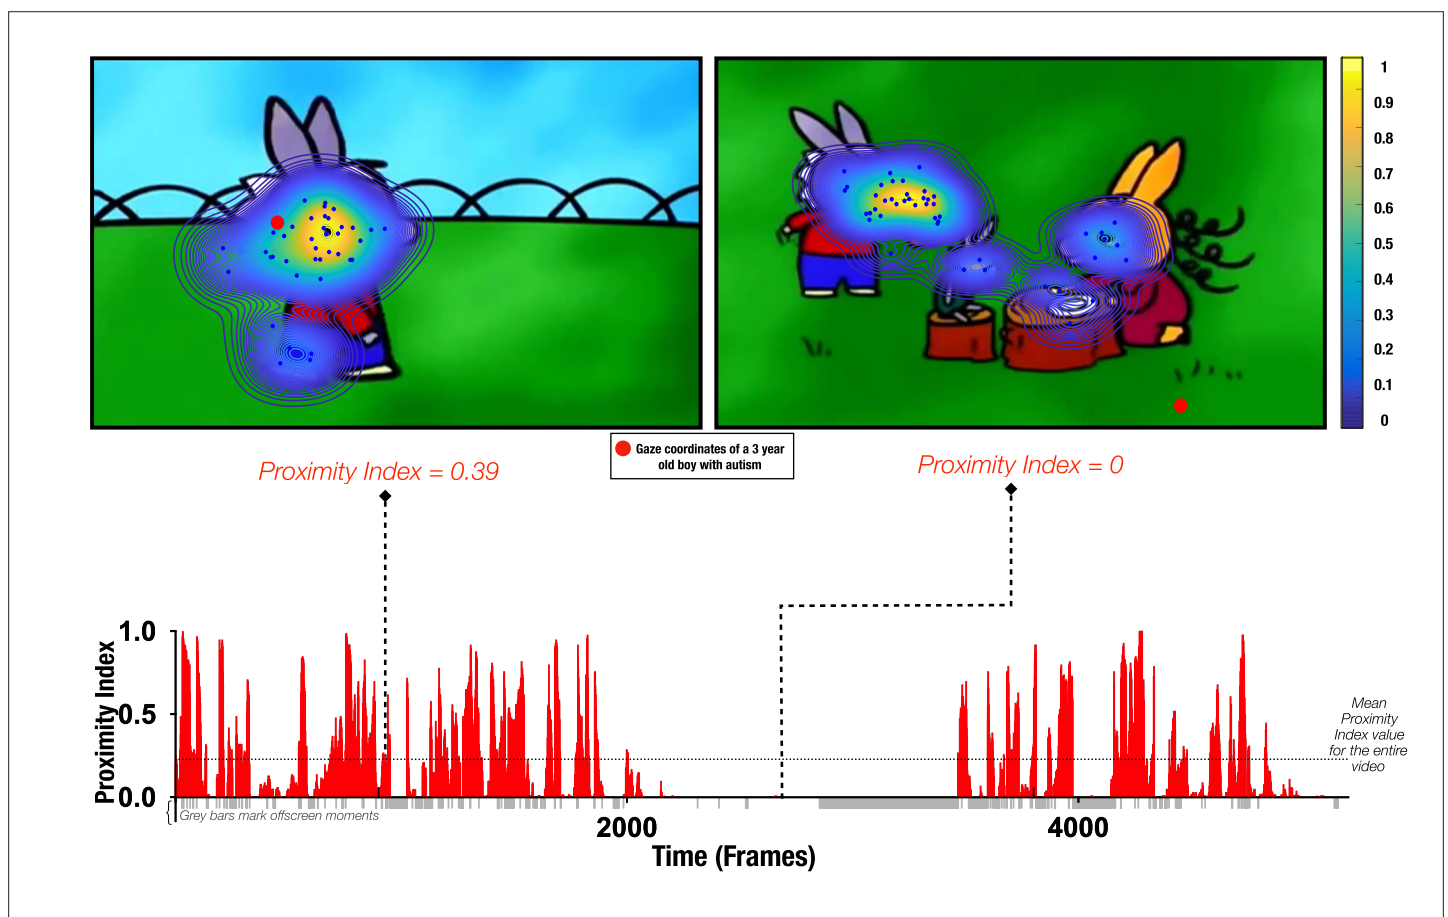 1
0.9
0.8
0.7
0.6
0.5
0.4
0.3
0.2
0.1
0
Gaze coordinates of a 3 year
old boy with autism
Proximity Index = 0.39
Proximity Index = 0
Proximity Index
1.0
0.5
0.0
Mean
Proximity
Index value
for the entire
video
Grey bars mark offscreen moments
2000
4000
Time (Frames)